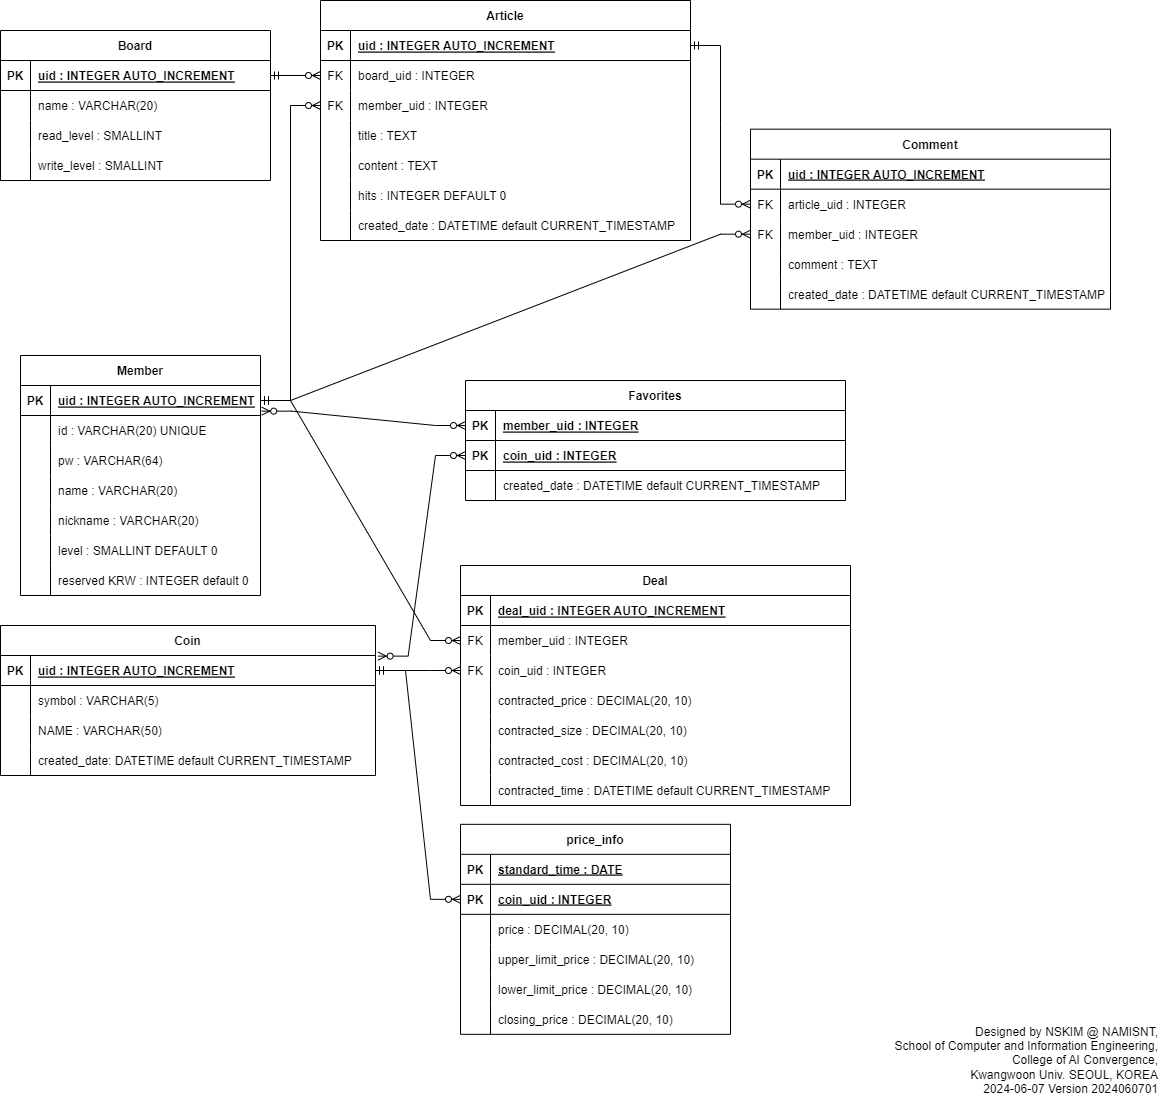 Article
PK uid : INTEGER AUTO_INCREMENT
FK board_uid : INTEGER
FK member_uid : INTEGER
title : TEXT
content : TEXT
hits : INTEGER DEFAULT 0
created_date : DATETIME default CURRENT_TIMESTAMP
Board
PK uid : INTEGER AUTO_INCREMENT
name : VARCHAR(20)
read_level : SMALLINT
write_level : SMALLINT
Comment
PK uid : INTEGER AUTO_INCREMENT
FK article_uid : INTEGER
FK member_uid : INTEGER
comment : TEXT
created_date : DATETIME default CURRENT_TIMESTAMP
Member
PK uid : INTEGER AUTO_INCREMENT
id : VARCHAR(20) UNIQUE
pw : VARCHAR(64)
name : VARCHAR(20)
nickname : VARCHAR(20)
level : SMALLINT DEFAULT 0
reserved KRW : INTEGER default 0
Favorites
PK member_uid : INTEGER
PK coin_uid : INTEGER
created_date : DATETIME default CURRENT_TIMESTAMP
Deal
PK deal_uid : INTEGER AUTO_INCREMENT
FK member_uid : INTEGER
FK coin_uid : INTEGER
contracted_price : DECIMAL(20, 10)
contracted_size : DECIMAL(20, 10)
contracted_cost : DECIMAL(20, 10)
contracted_time : DATETIME default CURRENT_TIMESTAMP
Coin
PK uid : INTEGER AUTO_INCREMENT
symbol : VARCHAR(5)
NAME : VARCHAR(50)
created_date: DATETIME default CURRENT_TIMESTAMP
price_info
PK standard_time : DATE
PK coin_uid : INTEGER
price : DECIMAL(20, 10)
upper_limit_price : DECIMAL(20, 10)
lower_limit_price : DECIMAL(20, 10)
closing_price : DECIMAL(20, 10)
Designed by NSKIM @ NAMISNT,
School of Computer and Information Engineering,
College of AI Convergence,
Kwangwoon Univ. SEOUL, KOREA
2024-06-07 Version 2024060701